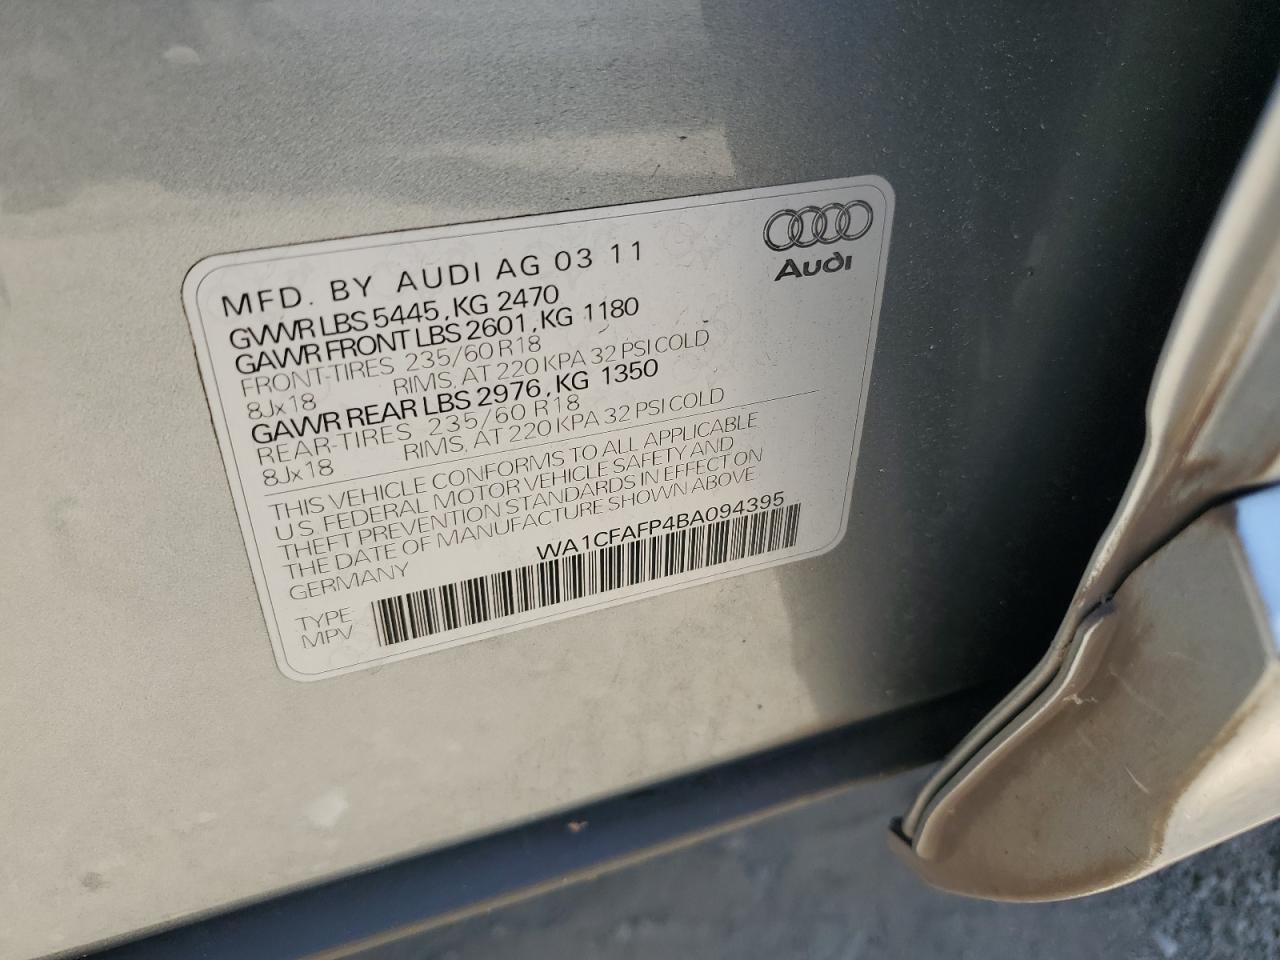 MFD. BY AUDI AG 03 11
Audi
GVWR LBS 5445, KG 2470
GAWR FRONT LBS 2601, KG 1180
FRONT-TIRES 235/60 R18
8Jx18 RIMS, AT 220 KPA 32 PSI COLD
GAWR REAR LBS 2976, KG 1350
REAR-TIRES 235/60 R18
8Jx18 RIMS, AT 220 KPA 32 PSI COLD
THIS VEHICLE CONFORMS TO ALL APPLICABLE
U S FEDERAL MOTOR VEHICLE SAFETY AND
THEFT PREVENTION STANDARDS IN EFFECT ON
THE DATE OF MANUFACTURE SHOWN ABOVE
GERMANY WA1CFAFP4BA094395
TYPE
MPV